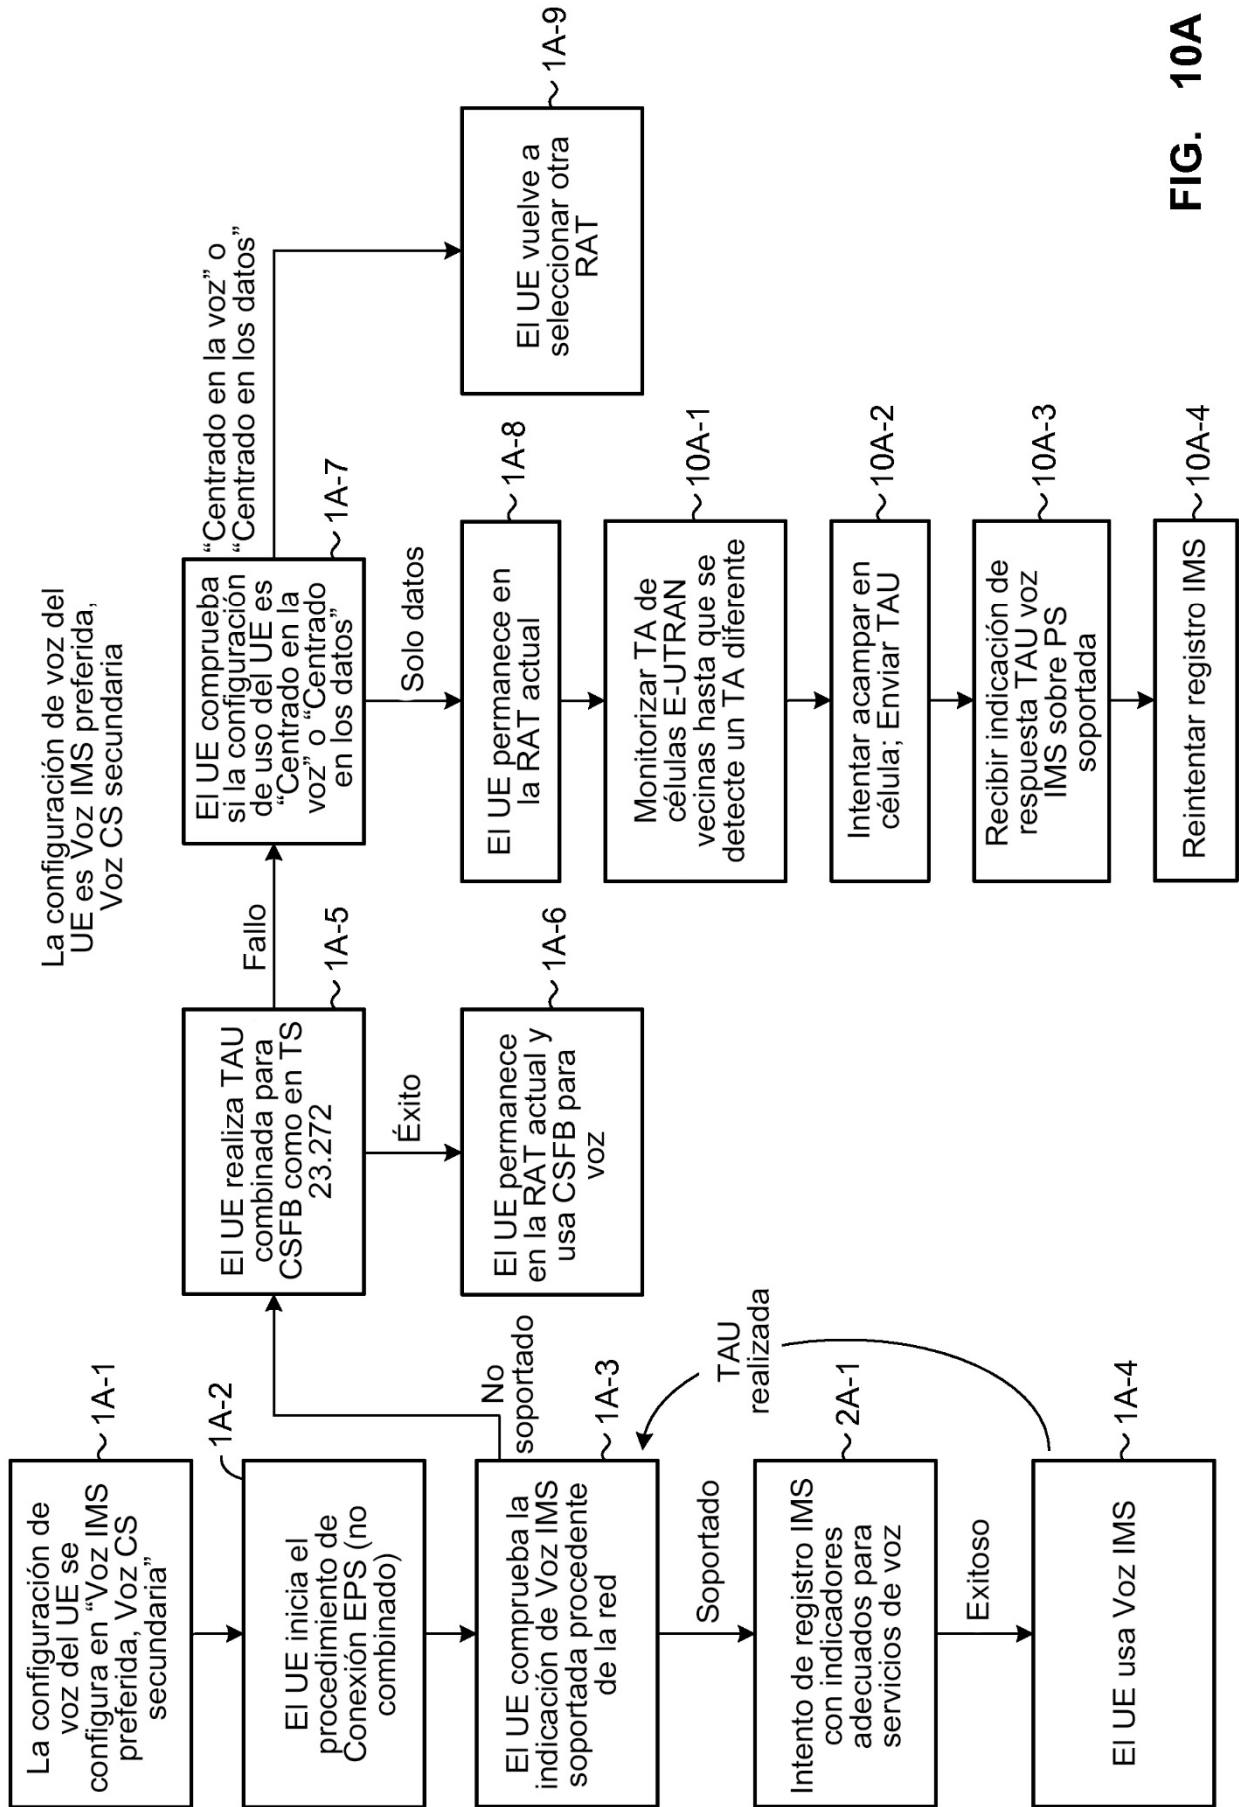 La configuración de voz del
UE es Voz IMS preferida,
Voz CS secundaria
La configuración de
voz del UE se
configura en “Voz IMS
preferida, Voz CS
secundaria”
1A-1
El UE inicia el
procedimiento de
Conexión EPS (no
combinado)
1A-2
El UE comprueba la
indicación de Voz IMS
soportada procedente
de la red
1A-3
No
soportado
Soportado
Intento de registro IMS
con indicadores
adecuados para
servicios de voz
2A-1
Exitoso
El UE usa Voz IMS
1A-4
TAU
realizada
El UE realiza TAU
combinada para
CSFB como en TS
23.272
1A-5
Éxito
El UE permanece
en la RAT actual y
usa CSFB para
voz
1A-6
Fallo
El UE comprueba
si la configuración
de uso del UE es
“Centrado en la
voz” o “Centrado
en los datos”
1A-7
“Centrado en la voz” o
“Centrado en los datos”
Solo datos
El UE permanece en
la RAT actual
1A-8
Monitorizar TA de
células E-UTRAN
vecinas hasta que se
detecte un TA diferente
10A-1
Intentar acampar en
célula; Enviar TAU
10A-2
Recibir indicación de
respuesta TAU voz
IMS sobre PS
soportada
10A-3
Reintentar registro IMS
10A-4
El UE vuelve a
seleccionar otra
RAT
1A-9
FIG. 10A